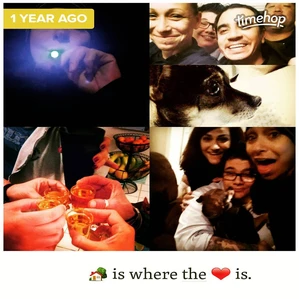 1 YEAR AGO
timehop
🏡 is where the ❤️ is.